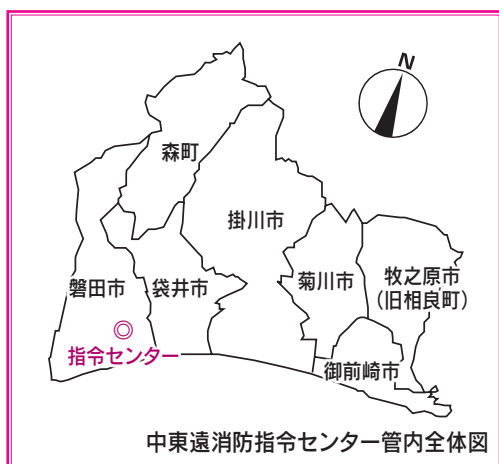 N
森町
掛川市
牧之原市
(旧相良町)
菊川市
磐田市
袋井市
指令センター
御前崎市
中東遠消防指令センター管内全体図